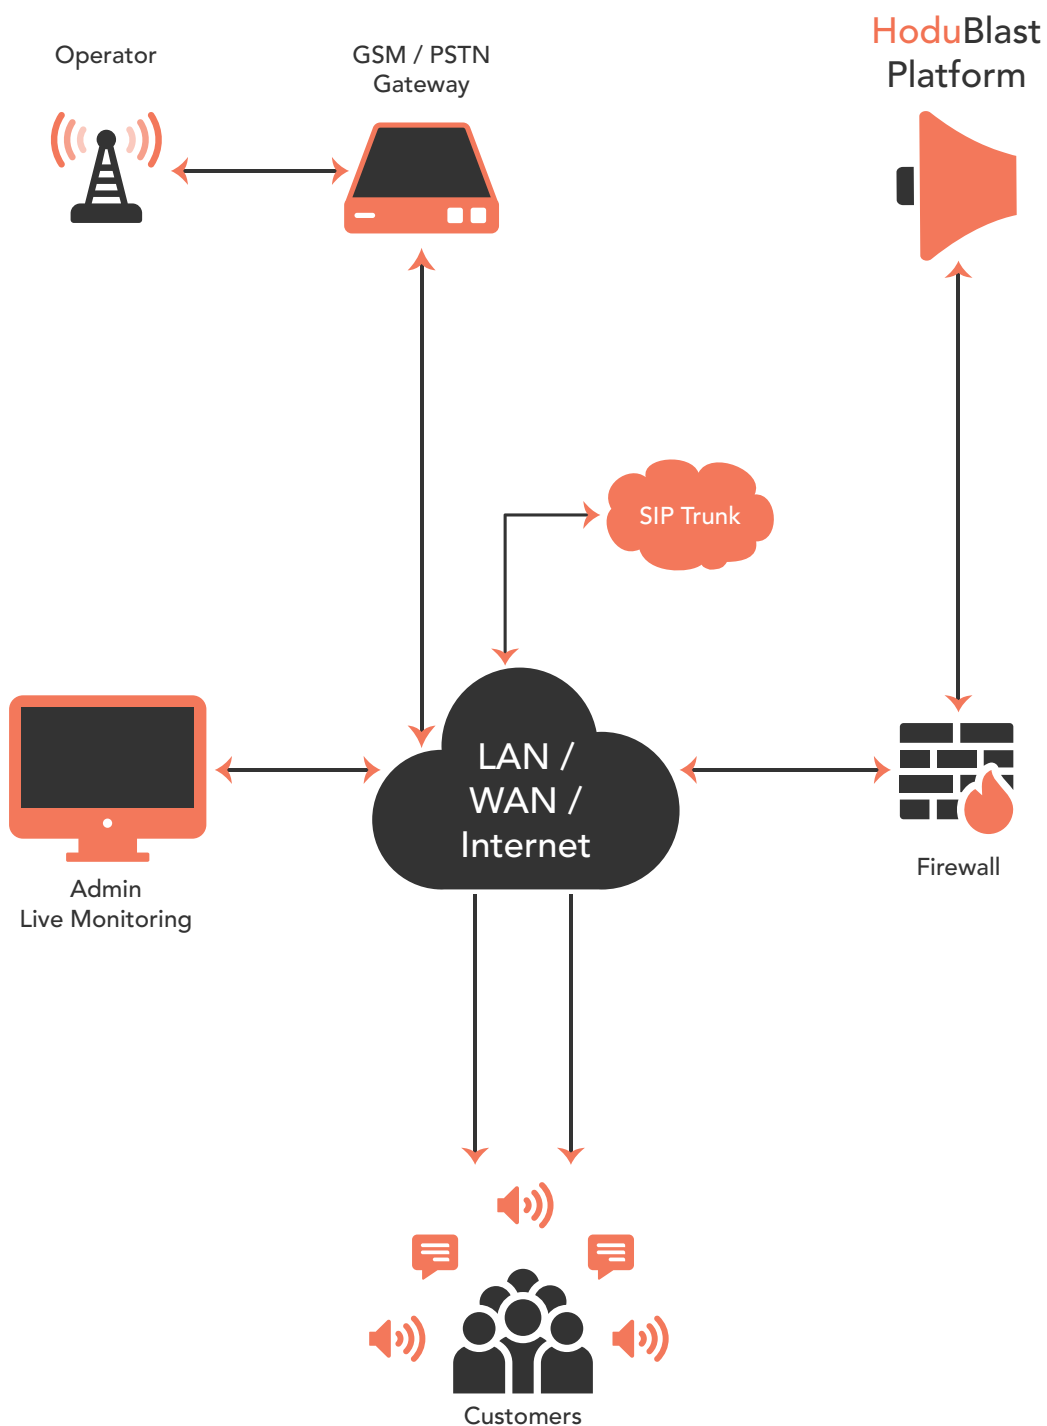 Operator
GSM / PSTN
Gateway
HoduBlast
Platform
SIP Trunk
LAN /
WAN /
Internet
Admin
Live Monitoring
Firewall
Customers